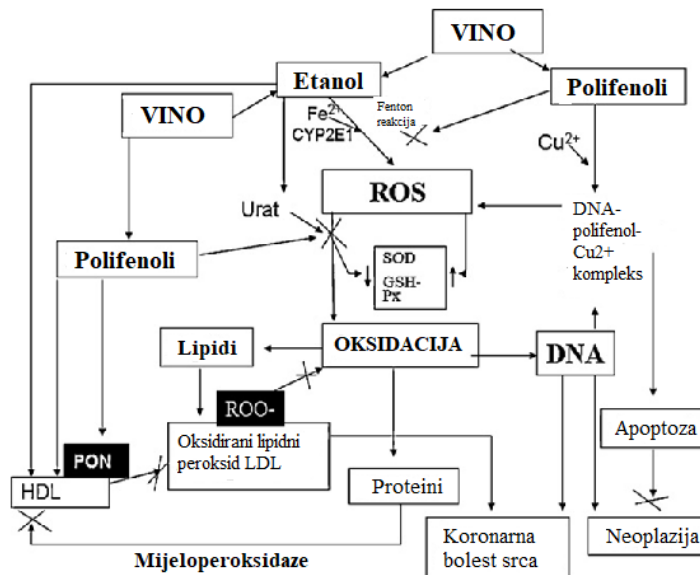 VINO
Etanol
Polifenoli
VINO
Fe2+
CYP2E1
Fenton
reakcija
Cu2+
Urat
ROS
DNA-
polifenol-
Cu2+
kompleks
Polifenoli
SOD
GSH-
Px
Lipidi
OKSIDACIJA
DNA
ROO-
Oksidirani lipidni
peroksid LDL
PON
HDL
Apoptoza
Proteini
Koronarna
bolest srca
Neoplazija
Mijeloperoksidaze